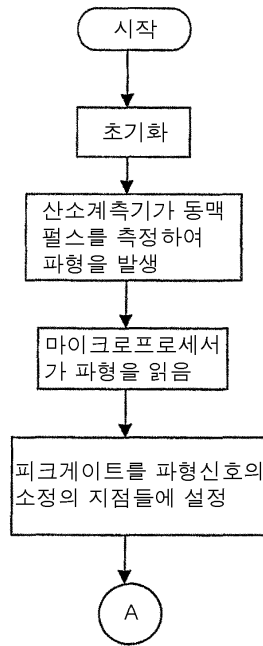 시작
초기화
산소계측기가 동맥
펄스를 측정하여
파형을 발생
마이크로프로세서
가 파형을 읽음
피크게이트를 파형신호의
소정의 지점들에 설정
A